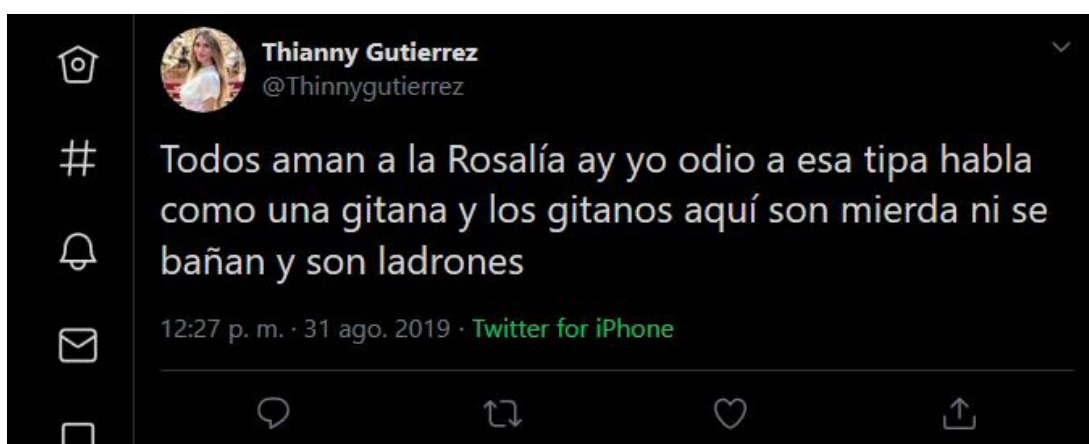 Thianny Gutierrez
@Thinnygutierrez
Todos aman a la Rosalía ay yo odio a esa tipa habla
como una gitana y los gitanos aquí son mierda ni se
bañan y son ladrones
12:27 p. m. · 31 ago. 2019 · Twitter for iPhone